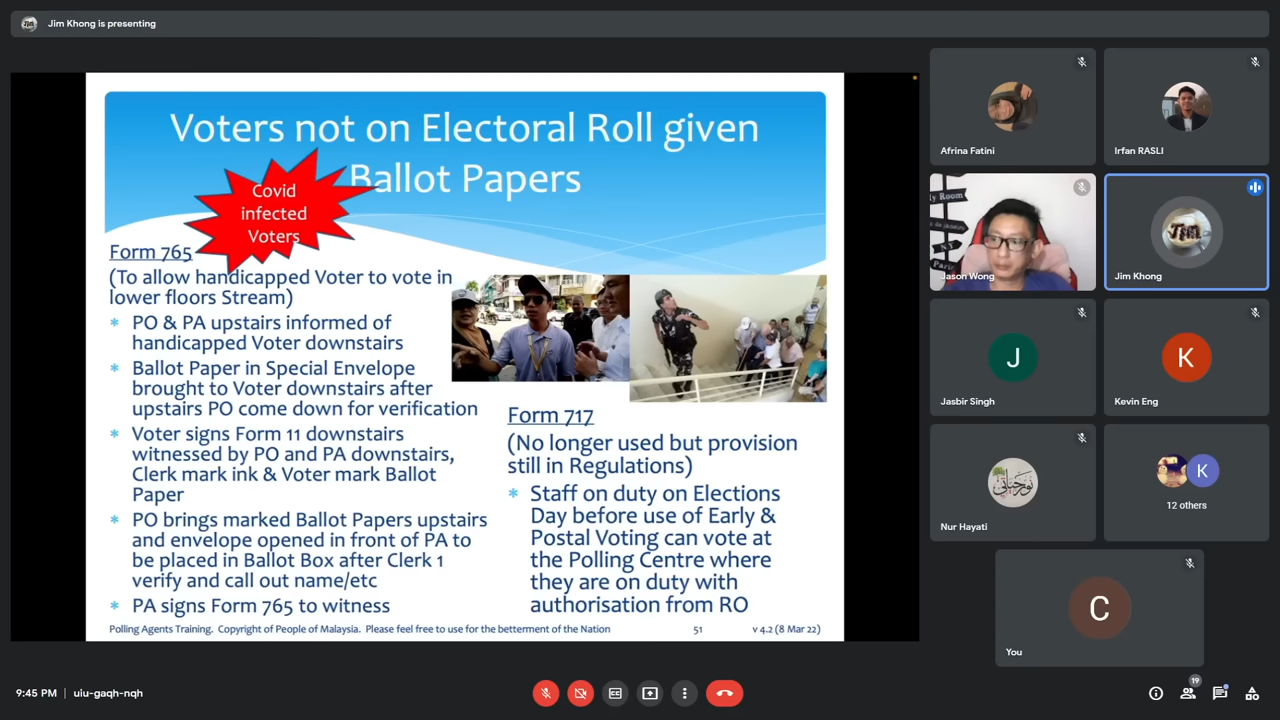 Jim Khong is presenting
Voters not on Electoral Roll given
Ballot Papers
Covid
infected
Voters
Form 765
(To allow handicapped Voter to vote in
lower floors Stream)
* PO & PA upstairs informed of
handicapped Voter downstairs
* Ballot Paper in Special Envelope
brought to Voter downstairs after
upstairs PO come down for verification
* Voter signs Form 11 downstairs
witnessed by PO and PA downstairs,
Clerk mark ink & Voter mark Ballot
Paper
* PO brings marked Ballot Papers upstairs
and envelope opened in front of PA to
be placed in Ballot Box after Clerk 1
verify and call out name/etc
* PA signs Form 765 to witness
Form 717
(No longer used but provision
still in Regulations)
* Staff on duty on Elections
Day before use of Early &
Postal Voting can vote at
the Polling Centre where
they are on duty with
authorisation from RO
Polling Agents Training. Copyright of People of Malaysia. Please feel free to use for the betterment of the Nation
51
v 4.2 (8 Mar 22)
Afrina Fatini
Irfan RASLI
Jason Wong
Jim
Jim Khong
J
Jasbir Singh
K
Kevin Eng
Nur Hayati
K
12 others
C
You
9:45 PM | uiu-gaqh-nqh
19